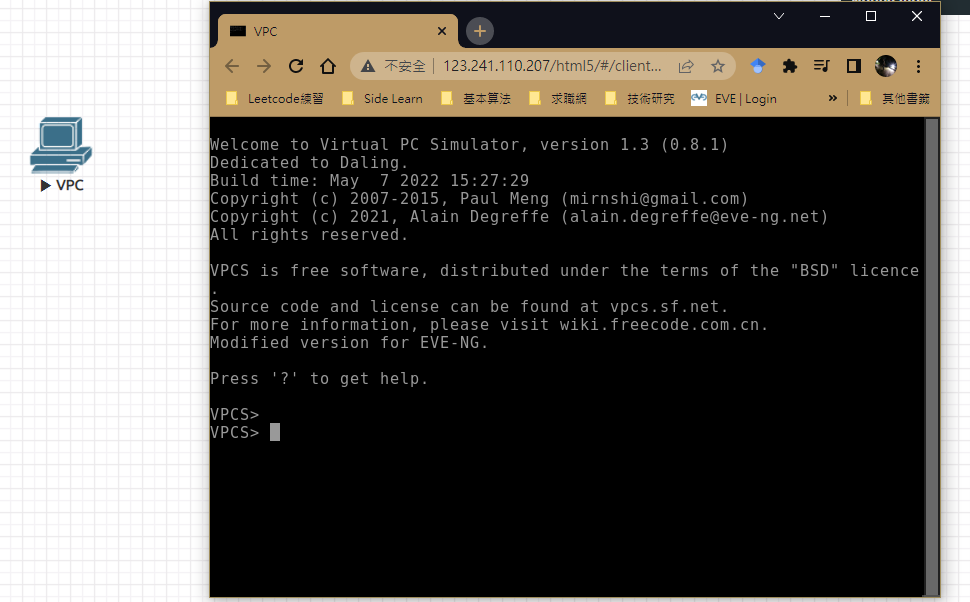 VPC
不安全
123.241.110.207/html5/#/client...
Leetcode練習
Side Learn
基本算法
求職網
技術研究
EVE | Login
»
其他書籤
VPC
Welcome to Virtual PC Simulator, version 1.3 (0.8.1)
Dedicated to Daling.
Build time: May  7 2022 15:27:29
Copyright (c) 2007-2015, Paul Meng (mirnshi@gmail.com)
Copyright (c) 2021, Alain Degreffe (alain.degreffe@eve-ng.net)
All rights reserved.
VPCS is free software, distributed under the terms of the "BSD" licence
.
Source code and license can be found at vpcs.sf.net.
For more information, please visit wiki.freecode.com.cn.
Modified version for EVE-NG.
Press '?' to get help.
VPCS>
VPCS>